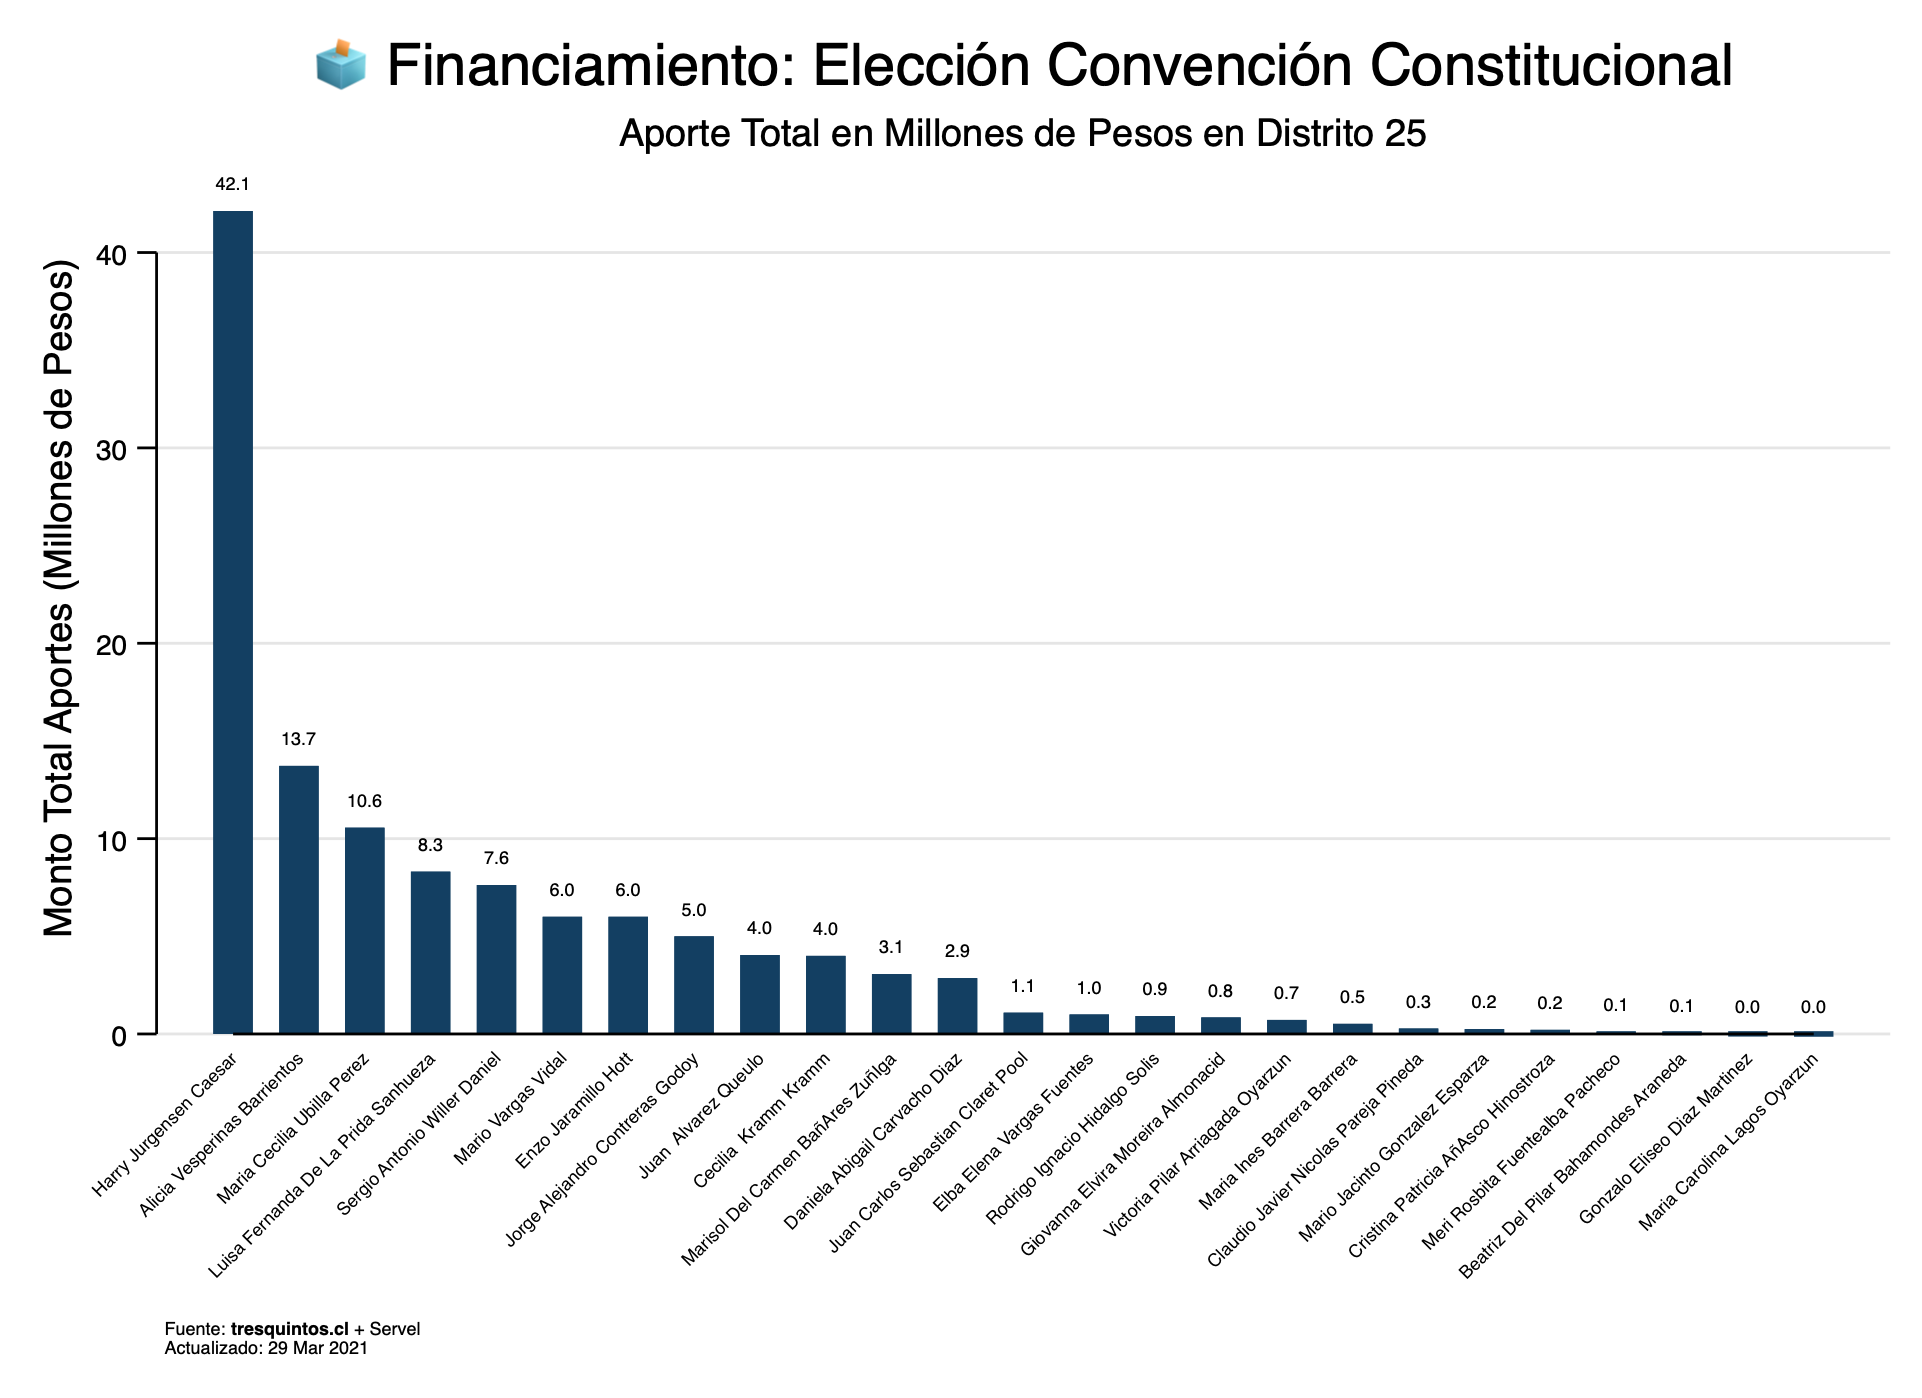 Financiamiento: Elección Convención Constitucional
Aporte Total en Millones de Pesos en Distrito 25
Monto Total Aportes (Millones de Pesos)
40
30
20
10
0
42.1
13.7
10.6
8.3
7.6
6.0
6.0
5.0
4.0
4.0
3.1
2.9
1.1
1.0
0.9
0.8
0.7
0.5
0.3
0.2
0.2
0.1
0.1
0.0
0.0
Harry Jurgensen Caesar
Alicia Vesperinas Barrientos
Maria Cecilia Ubilla Perez
Luisa Fernanda De La Prida Sanhueza
Sergio Antonio Willer Daniel
Mario Vargas Vidal
Enzo Jaramillo Hott
Jorge Alejandro Contreras Godoy
Juan Alvarez Queulo
Cecilia Kramm Kramm
Marisol Del Carmen BañAres ZuñIga
Daniela Abigail Carvacho Diaz
Juan Carlos Sebastian Claret Pool
Elba Elena Vargas Fuentes
Rodrigo Ignacio Hidalgo Solis
Giovanna Elvira Moreira Almonacid
Victoria Pilar Arriagada Oyarzun
Maria Ines Barrera Barrera
Claudio Javier Nicolas Pareja Pineda
Mario Jacinto Gonzalez Esparza
Cristina Patricia AñAsco Hinostroza
Meri Rosbita Fuentealba Pacheco
Beatriz Del Pilar Bahamondes Araneda
Gonzalo Eliseo Diaz Martinez
Maria Carolina Lagos Oyarzun
Fuente: tresquintos.cl + Servel
Actualizado: 29 Mar 2021